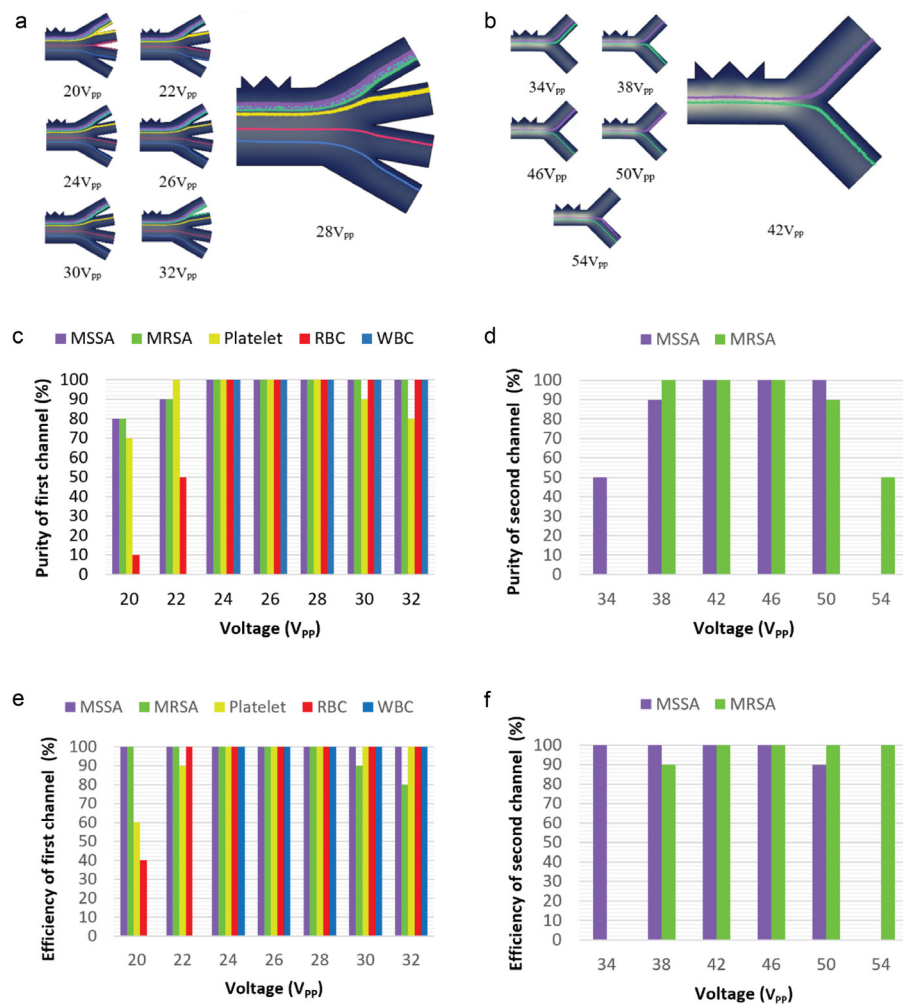 a
20Vpp 22Vpp
24Vpp 26Vpp
30Vpp 32Vpp
28Vpp
b
34Vpp 38Vpp
46Vpp 50Vpp
54Vpp
42Vpp
c
MSSA MRSA Platelet RBC WBC
Purity of first channel (%)
100
90
80
70
60
50
40
30
20
10
0
20 22 24 26 28 30 32
Voltage (VPP)
d
MSSA MRSA
Purity of second channel (%)
100
90
80
70
60
50
40
30
20
10
0
34 38 42 46 50 54
Voltage (VPP)
e
MSSA MRSA Platelet RBC WBC
Efficiency of first channel (%)
100
90
80
70
60
50
40
30
20
10
0
20 22 24 26 28 30 32
Voltage (VPP)
f
MSSA MRSA
Efficiency of second channel (%)
100
90
80
70
60
50
40
30
20
10
0
34 38 42 46 50 54
Voltage (VPP)